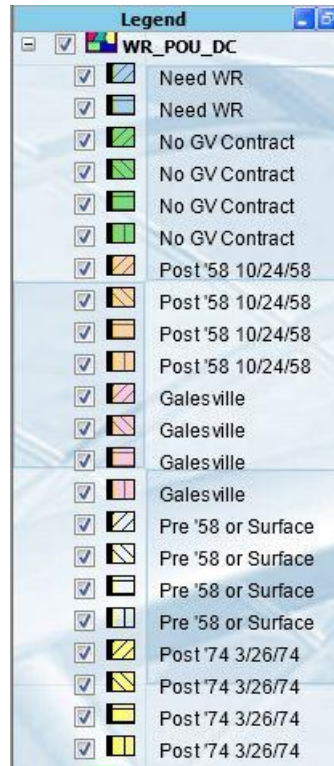 Legend
WR_POU_DC
Need WR
Need WR
No GV Contract
No GV Contract
No GV Contract
No GV Contract
Post '58 10/24/58
Post '58 10/24/58
Post '58 10/24/58
Post '58 10/24/58
Galesville
Galesville
Galesville
Galesville
Pre '58 or Surface
Pre '58 or Surface
Pre '58 or Surface
Pre '58 or Surface
Post '74 3/26/74
Post '74 3/26/74
Post '74 3/26/74
Post '74 3/26/74